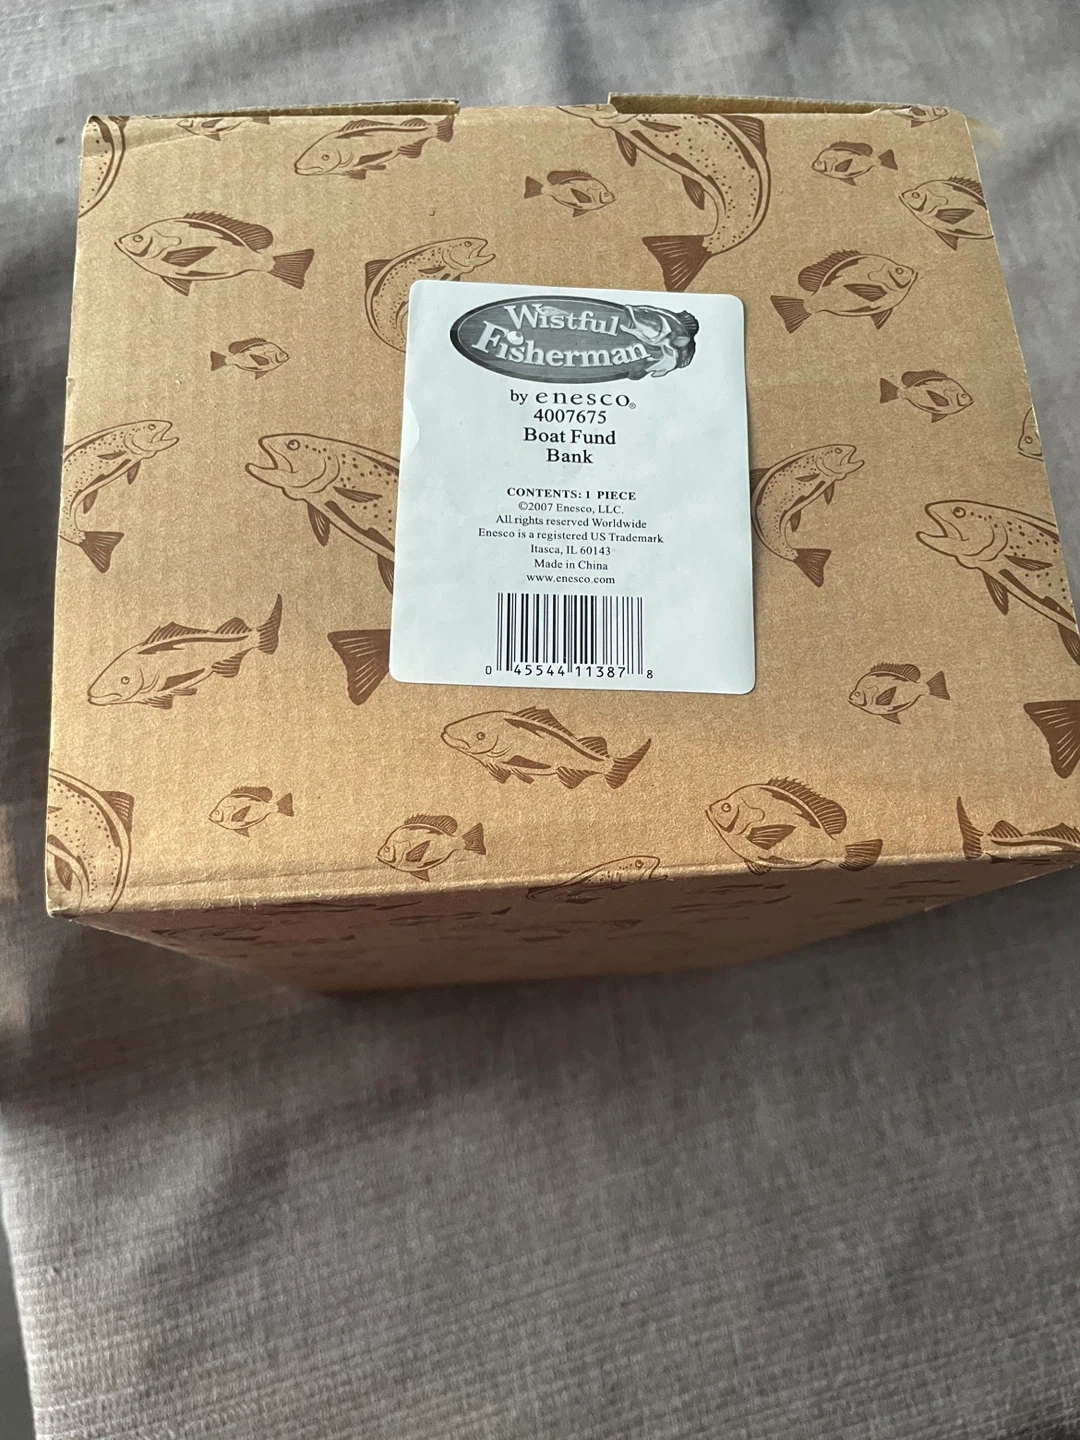 Wistful
Fisherman
by enesco®
4007675
Boat Fund
Bank
CONTENTS: 1 PIECE
©2007 Enesco, LLC.
All rights reserved Worldwide
Enesco is a registered US Trademark
Itasca, IL 60143
Made in China
www.enesco.com
0 45544 11387 8